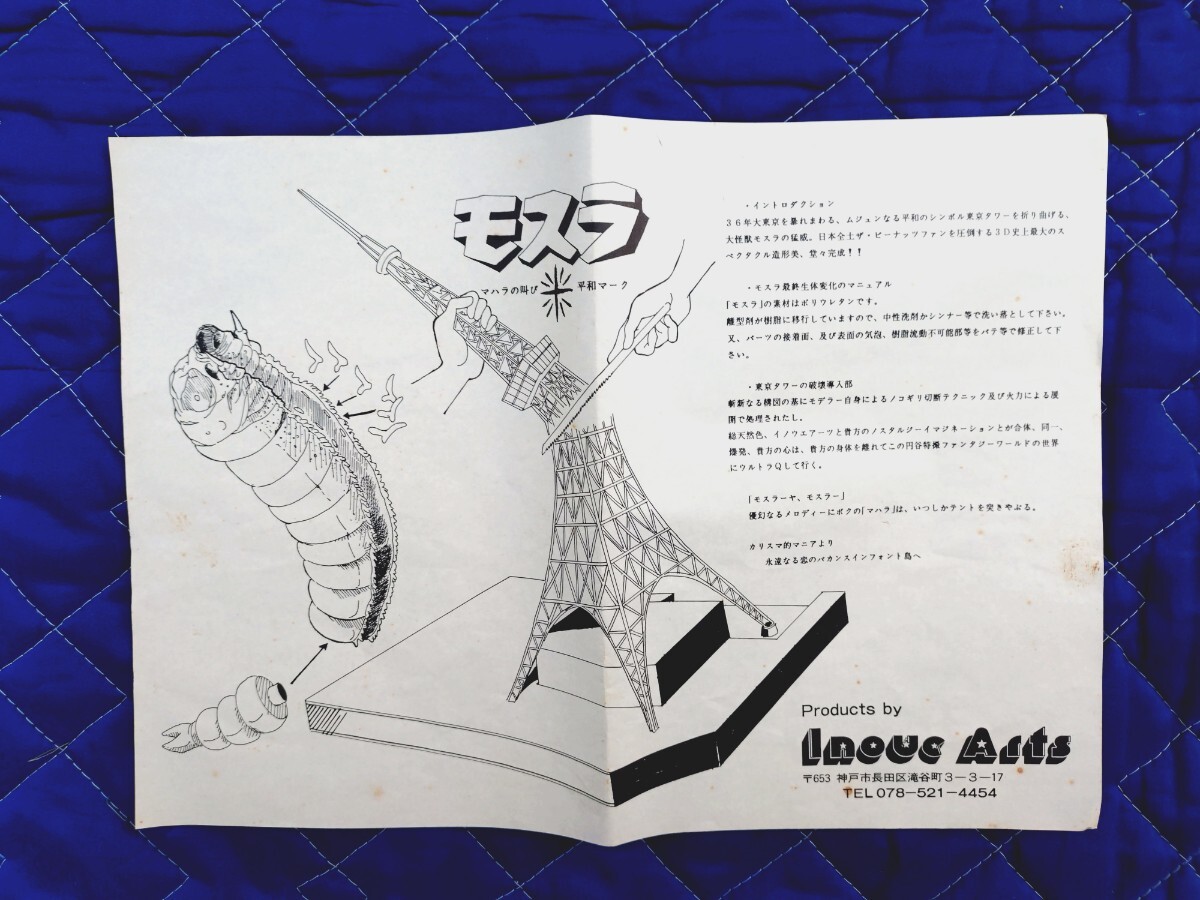 モスラ
マハラの叫び 平和マーク
・イントロダクション
36年大東京を暴れまわる、ムジュンなる平和のシンボル東京タワーを折り曲げる、
大怪獣モスラの猛威。日本全土ザ・ピーナッツファンを圧倒する3D史上最大のス
ペクタクル造形美、堂々完成!!
・モスラ最終生体変化のマニュアル
「モスラ」の素材はポリウレタンです。
離型剤が樹脂に移行していますので、中性洗剤かシンナー等で洗い落として下さい。
又、パーツの接着面、及び表面の気泡、樹脂流動不可能部等をパテ等で修正して下
さい。
・東京タワーの破壊導入部
斬新なる構図の基にモデラー自身によるノコギリ切断テクニック及び火力による展
開で処理されたし。
総天然色、イノウエアーツと貴方のノスタルジーイマジネーションとが合体、同一、
爆発、貴方の心は、貴方の身体を離れてこの円谷特撮ファンタジーワールドの世界
にウルトラQして行く。
「モスラーヤ、モスラー」
優幻なるメロディーにボクの「マハラ」は、いつしかテントを突きやぶる。
カリスマ的マニアより
永遠なる恋のバカンスインファント島へ
Products by
Inoue Arts
〒653 神戸市長田区滝谷町3-3-17
TEL 078-521-4454